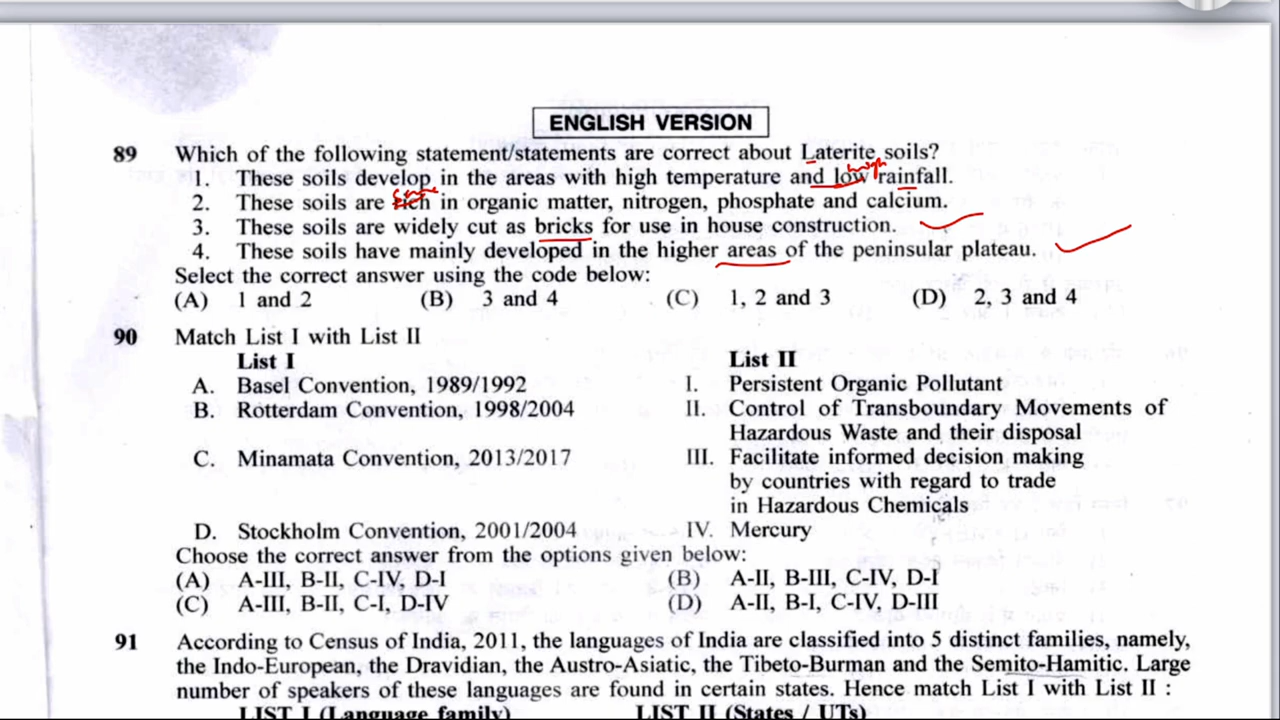 ENGLISH VERSION
89 Which of the following statement/statements are correct about Laterite soils?
high
1. These soils develop in the areas with high temperature and low rainfall.
2. These soils are rich in organic matter, nitrogen, phosphate and calcium.
3. These soils are widely cut as bricks for use in house construction.
4. These soils have mainly developed in the higher areas of the peninsular plateau.
Select the correct answer using the code below:
(A) 1 and 2 (B) 3 and 4 (C) 1, 2 and 3 (D) 2, 3 and 4
90 Match List I with List II
List I List II
A. Basel Convention, 1989/1992 I. Persistent Organic Pollutant
B. Rotterdam Convention, 1998/2004 II. Control of Transboundary Movements of
Hazardous Waste and their disposal
C. Minamata Convention, 2013/2017 III. Facilitate informed decision making
by countries with regard to trade
in Hazardous Chemicals
D. Stockholm Convention, 2001/2004 IV. Mercury
Choose the correct answer from the options given below:
(A) A-III, B-II, C-IV, D-I (B) A-II, B-III, C-IV, D-I
(C) A-III, B-II, C-I, D-IV (D) A-II, B-I, C-IV, D-III
91 According to Census of India, 2011, the languages of India are classified into 5 distinct families, namely,
the Indo-European, the Dravidian, the Austro-Asiatic, the Tibeto-Burman and the Semito-Hamitic. Large
number of speakers of these languages are found in certain states. Hence match List I with List II :
LIST I (Language family) LIST II (States / UTs)